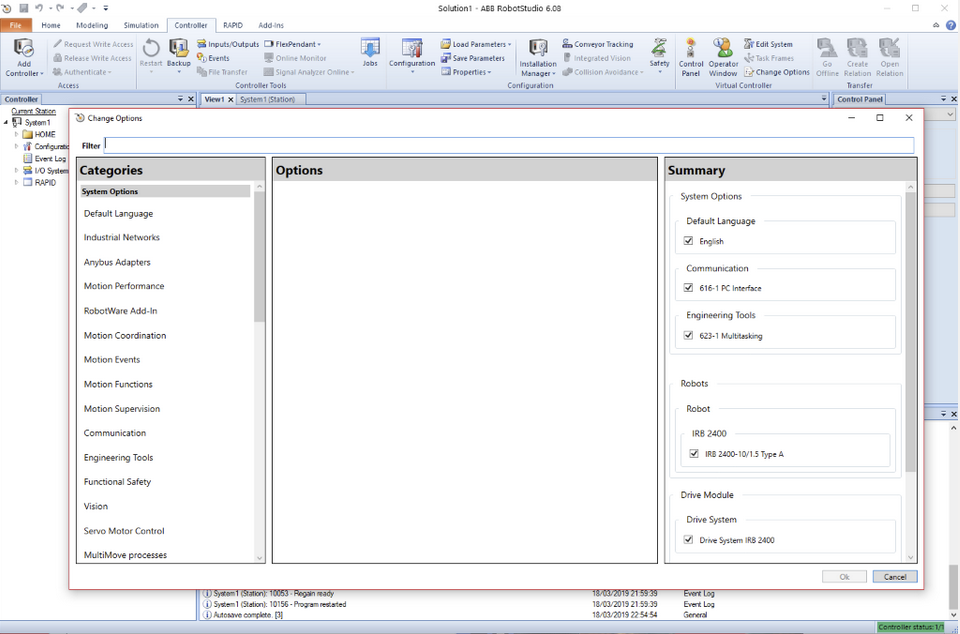 Solution1 - ABB RobotStudio 6.08
File Home Modeling Simulation Controller RAPID Add-Ins
Add Controller
Request Write Access
Release Write Access
Authenticate
Access
Restart
Backup
Inputs/Outputs
Events
File Transfer
FlexPendant
Online Monitor
Signal Analyzer Online
Jobs
Controller Tools
Configuration
Load Parameters
Save Parameters
Properties
Installation Manager
Conveyor Tracking
Integrated Vision
Collision Avoidance
Safety
Configuration
Control Panel
Operator Window
Edit System
Task Frames
Change Options
Virtual Controller
Go Offline
Create Relation
Open Relation
Transfer
Controller
View1
System1 (Station)
Control Panel
Current Station
System1
HOME
Event Log
RAPID
Change Options
Filter
Categories
System Options
Default Language
Industrial Networks
Anybus Adapters
Motion Performance
RobotWare Add-In
Motion Coordination
Motion Events
Motion Functions
Motion Supervision
Communication
Engineering Tools
Functional Safety
Vision
Servo Motor Control
MultiMove processes
Options
Summary
System Options
Default Language
English
Communication
616-1 PC Interface
Engineering Tools
623-1 Multitasking
Robots
Robot
IRB 2400
IRB 2400-10/1.5 Type A
Drive Module
Drive System
Drive System IRB 2400
Ok
Cancel
System1 (Station): 10053 - Regain ready 18/03/2019 21:59:39 Event Log
System1 (Station): 10156 - Program restarted 18/03/2019 21:59:39 Event Log
Autosave complete. [3] 18/03/2019 22:54:54 General
Controller status: 1/1